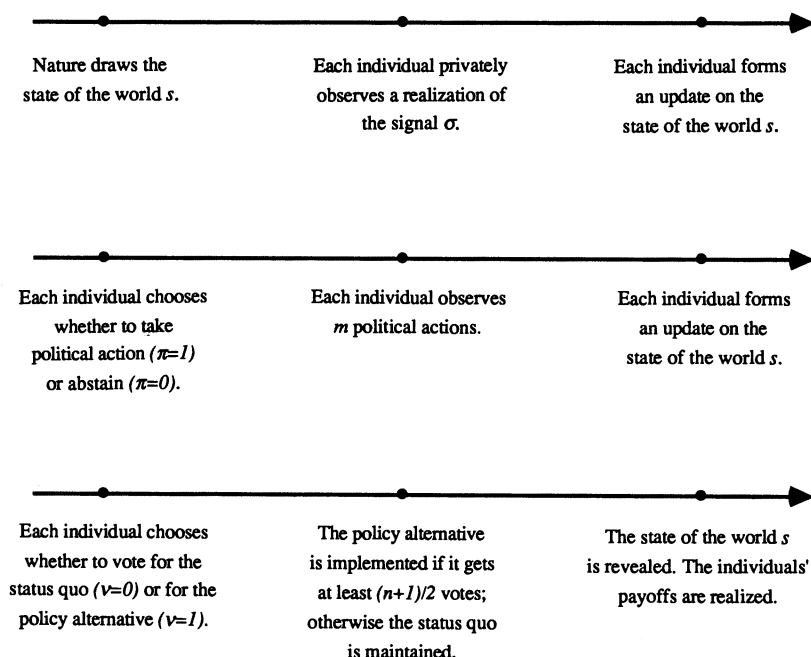 Nature draws the
state of the world s.
Each individual privately
observes a realization of
the signal σ.
Each individual forms
an update on the
state of the world s.
Each individual chooses
whether to take
political action (π=1)
or abstain (π=0).
Each individual observes
m political actions.
Each individual forms
an update on the
state of the world s.
Each individual chooses
whether to vote for the
status quo (v=0) or for the
policy alternative (v=1).
The policy alternative
is implemented if it gets
at least (n+1)/2 votes;
otherwise the status quo
is maintained.
The state of the world s
is revealed. The individuals'
payoffs are realized.